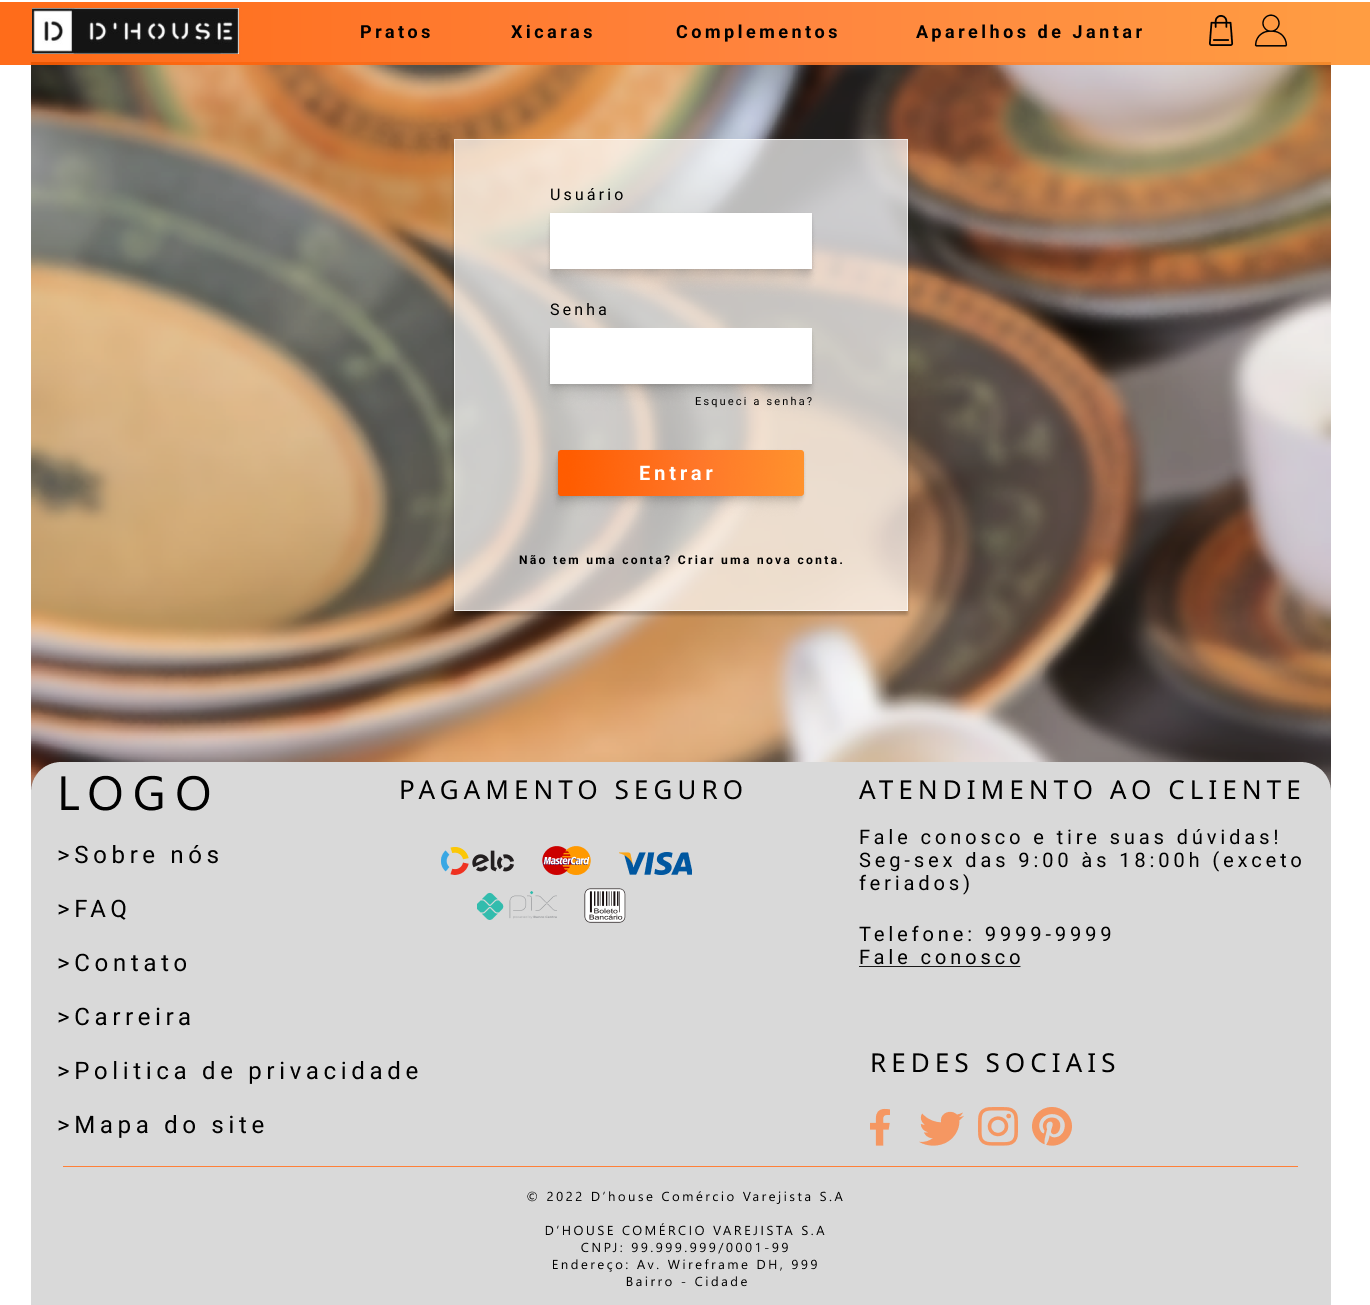 D D'HOUSE
Pratos Xicaras Complementos Aparelhos de Jantar
Usuário
Senha
Esqueci a senha?
Entrar
Não tem uma conta? Criar uma nova conta.
LOGO
>Sobre nós
>FAQ
>Contato
>Carreira
>Politica de privacidade
>Mapa do site
PAGAMENTO SEGURO
elo MasterCard VISA
pix Boleto
Bancário
ATENDIMENTO AO CLIENTE
Fale conosco e tire suas dúvidas!
Seg-sex das 9:00 às 18:00h (exceto
feriados)
Telefone: 9999-9999
Fale conosco
REDES SOCIAIS
© 2022 D'house Comércio Varejista S.A
D'HOUSE COMÉRCIO VAREJISTA S.A
CNPJ: 99.999.999/0001-99
Endereço: Av. Wireframe DH, 999
Bairro - Cidade